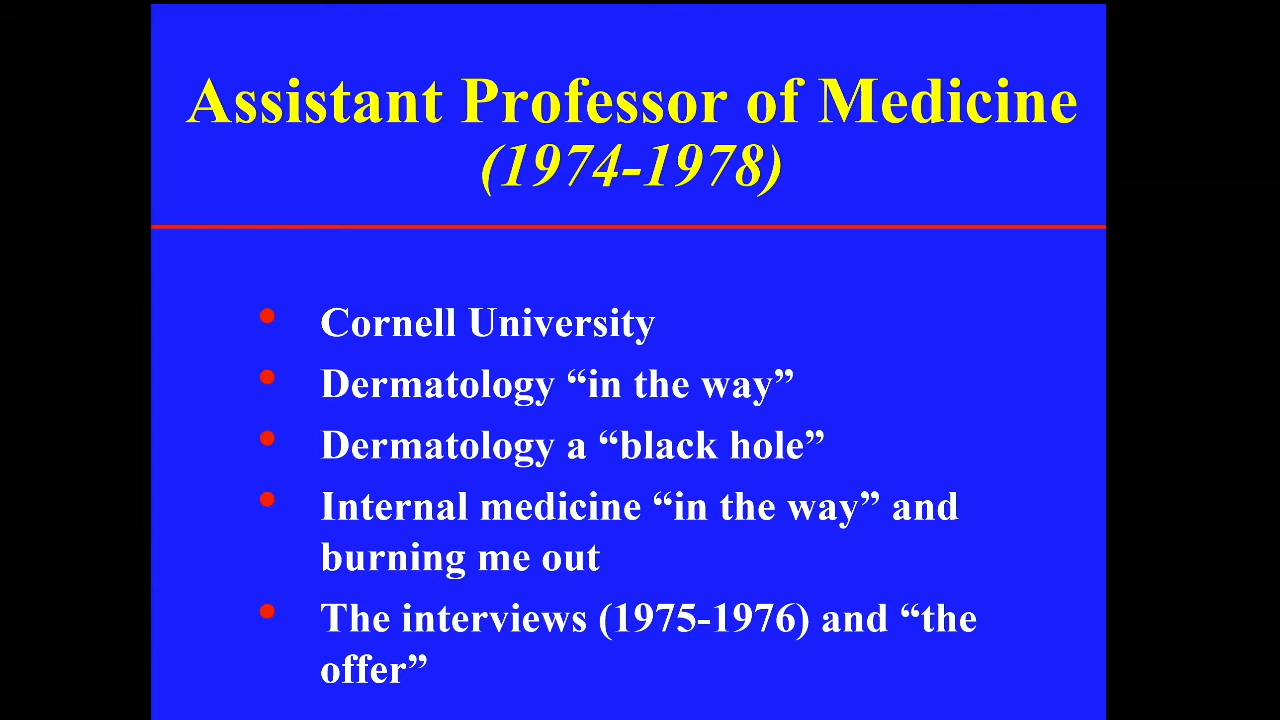 Assistant Professor of Medicine
(1974-1978)
• Cornell University
• Dermatology “in the way”
• Dermatology a “black hole”
• Internal medicine “in the way” and
burning me out
• The interviews (1975-1976) and “the
offer”